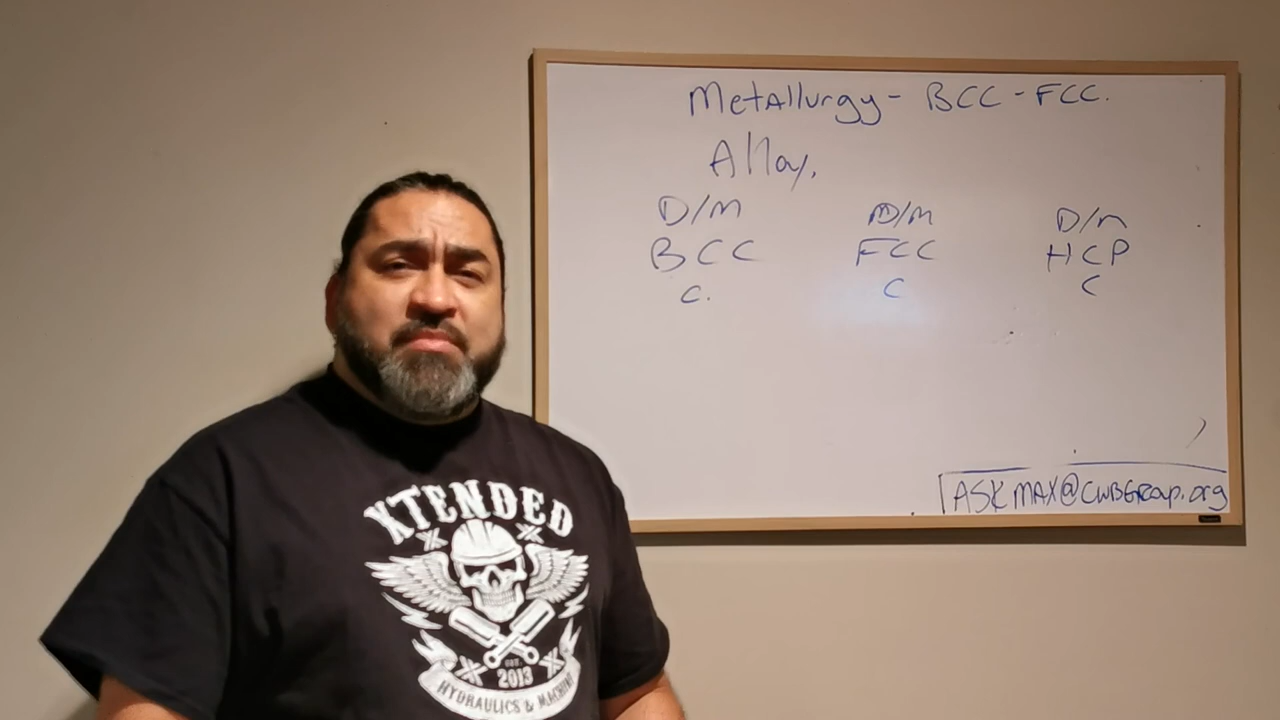 Metallurgy - BCC - FCC.
Alloy.
D/M D/M D/M
BCC FCC HCP
C. C C
ASK MAX@CWBGroup.org
XTENDED
EST.
2013
HYDRAULICS & MACHINE